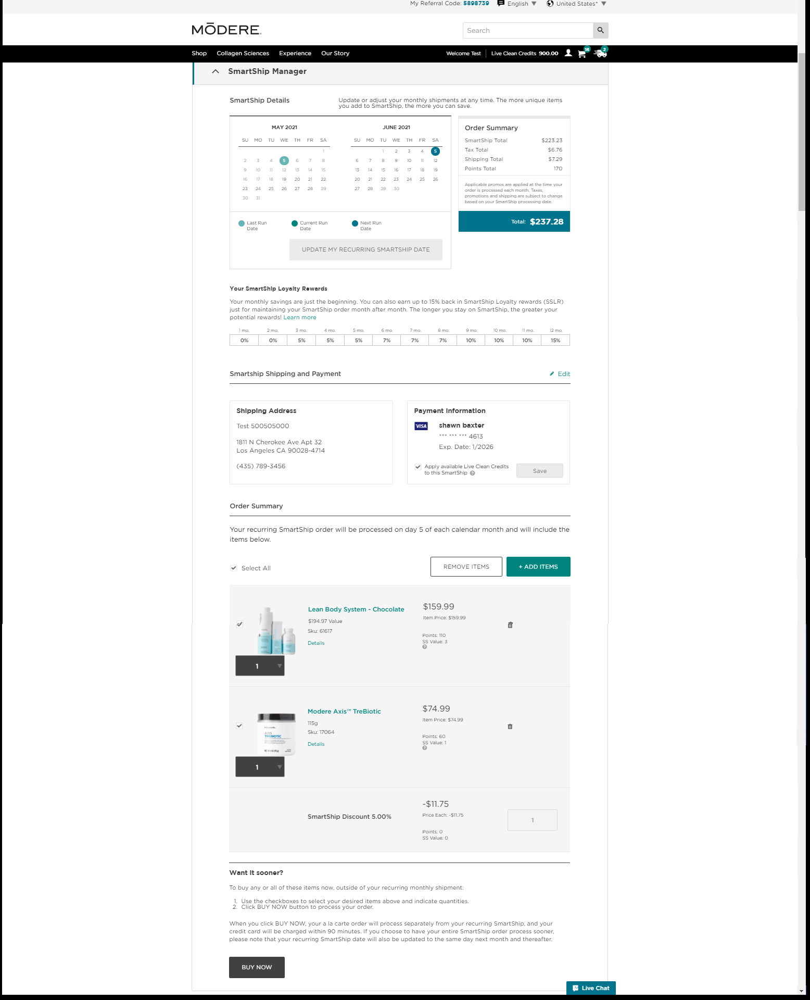 My Referral Code: 5898739 English United States*
MŌDERE.
Search
Shop Collagen Sciences Experience Our Story Welcome Test Live Clean Credits 900.00 16 2
SmartShip Manager
SmartShip Details
Update or adjust your monthly shipments at any time. The more unique items
you add to SmartShip, the more you can save.
MAY 2021
SU MO TU WE TH FR SA
1
2 3 4 5 6 7 8
9 10 11 12 13 14 15
16 17 18 19 20 21 22
23 24 25 26 27 28 29
30 31
JUNE 2021
SU MO TU WE TH FR SA
1 2 3 4 5
6 7 8 9 10 11 12
13 14 15 16 17 18 19
20 21 22 23 24 25 26
27 28 29 30
Last Run
Date
Current Run
Date
Next Run
Date
UPDATE MY RECURRING SMARTSHIP DATE
Order Summary
SmartShip Total $223.23
Tax Total $6.76
Shipping Total $7.29
Points Total 170
Applicable promos are applied at the time your
order is processed each month. Taxes,
promotions and shipping are subject to change
based on your SmartShip processing date.
Total: $237.28
Your SmartShip Loyalty Rewards
Your monthly savings are just the beginning. You can also earn up to 15% back in SmartShip Loyalty rewards (SSLR)
just for maintaining your SmartShip order month after month. The longer you stay on SmartShip, the greater your
potential rewards! Learn more
1 mo. 2 mo. 3 mo. 4 mo. 5 mo. 6 mo. 7 mo. 8 mo. 9 mo. 10 mo. 11 mo. 12 mo.
0% 0% 5% 5% 5% 7% 7% 7% 10% 10% 10% 15%
Smartship Shipping and Payment Edit
Shipping Address
Test 500505000
1811 N Cherokee Ave Apt 32
Los Angeles CA 90028-4714
(435) 789-3456
Payment Information
VISA shawn baxter
*** *** *** 4613
Exp. Date: 1/2026
Apply available Live Clean Credits
to this SmartShip ?
Save
Order Summary
Your recurring SmartShip order will be processed on day 5 of each calendar month and will include the
items below.
Select All REMOVE ITEMS + ADD ITEMS
Lean Body System - Chocolate
$194.97 Value
Sku: 61617
Details
$159.99
Item Price: $159.99
Points: 110
SS Value: 3
?
1
Modere Axis™ TreBiotic
115g
Sku: 17064
Details
$74.99
Item Price: $74.99
Points: 60
SS Value: 1
?
AXIS
TREBIOTIC
1
SmartShip Discount 5.00%
-$11.75
Price Each: -$11.75
Points: 0
SS Value: 0
1
Want it sooner?
To buy any or all of these items now, outside of your recurring monthly shipment:
1. Use the checkboxes to select your desired items above and indicate quantities.
2. Click BUY NOW button to process your order.
When you click BUY NOW, your a la carte order will process separately from your recurring SmartShip, and your
credit card will be charged within 90 minutes. If you choose to have your entire SmartShip order process sooner,
please note that your recurring SmartShip date will also be updated to the same day next month and thereafter.
BUY NOW
Live Chat